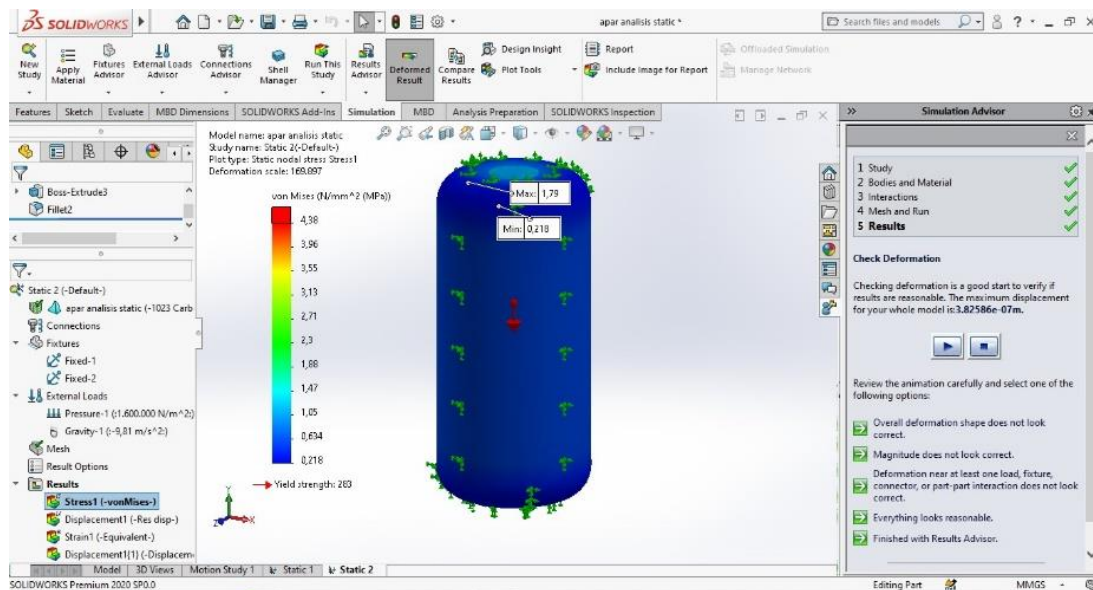 SOLIDWORKS
apar analisis static *
Search files and models
New Study
Apply Material
Fixtures Advisor
External Loads Advisor
Connections Advisor
Shell Manager
Run This Study
Results Advisor
Deformed Result
Compare Results
Design Insight
Plot Tools
Report
Include Image for Report
Offloaded Simulation
Manage Network
Features
Sketch
Evaluate
MBD Dimensions
SOLIDWORKS Add-Ins
Simulation
MBD
Analysis Preparation
SOLIDWORKS Inspection
Boss-Extrude3
Fillet2
Static 2 (-Default-)
apar analisis static (-1023 Carb
Connections
Fixtures
Fixed-1
Fixed-2
External Loads
Pressure-1 (:1.600.000 N/m^2:)
Gravity-1 (:-9,81 m/s^2:)
Mesh
Result Options
Results
Stress1 (-vonMises-)
Displacement1 (-Res disp-)
Strain1 (-Equivalent-)
Displacement1{1} (-Displacem
Model name: apar analisis static
Study name: Static 2(-Default-)
Plot type: Static nodal stress Stress1
Deformation scale: 169.897
von Mises (N/mm^2 (MPa))
4,38
3,96
3,55
3,13
2,71
2,3
1,88
1,47
1,05
0,634
0,218
Yield strength: 283
Max: 1,79
Min: 0,218
Y
Z
X
Simulation Advisor
1 Study
2 Bodies and Material
3 Interactions
4 Mesh and Run
5 Results
Check Deformation
Checking deformation is a good start to verify if
results are reasonable. The maximum displacement
for your whole model is:3.82586e-07m.
Review the animation carefully and select one of the
following options:
Overall deformation shape does not look
correct.
Magnitude does not look correct.
Deformation near at least one load, fixture,
connector, or part-part interaction does not look
correct.
Everything looks reasonable.
Finished with Results Advisor.
Model
3D Views
Motion Study 1
Static 1
Static 2
SOLIDWORKS Premium 2020 SP0.0
Editing Part
MMGS